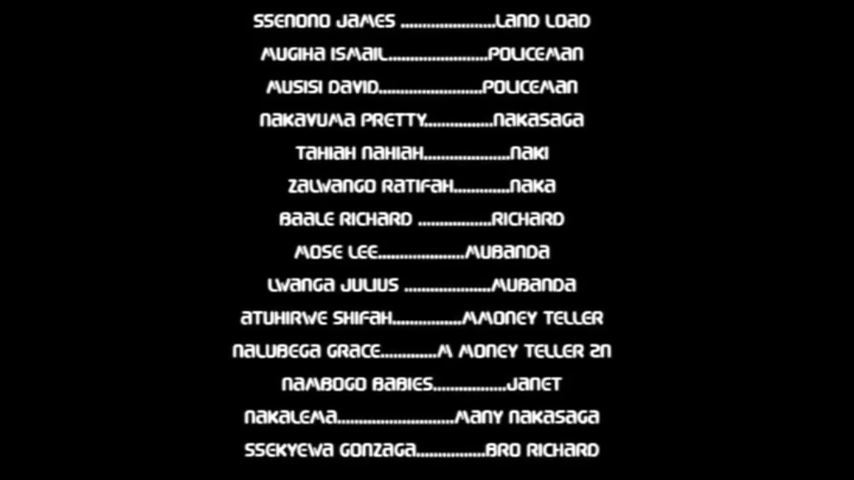 SSENONO JAMES ......................LAND LOAD
MUGIHA ISMAIL.......................POLICEMAN
MUSISI DAVID........................POLICEMAN
NAKAVUMA PRETTY................NAKASAGA
TAHIAH NAHIAH....................NAKI
ZALWANGO RATIFAH.............NAKA
BAALE RICHARD .................RICHARD
MOSE LEE....................MUBANDA
LWANGA JULIUS ....................MUBANDA
ATUHIRWE SHIFAH................MMONEY TELLER
NALUBEGA GRACE.............M MONEY TELLER 2N
NAMBOGO BABIES.................JANET
NAKALEMA...........................MANY NAKASAGA
SSEKYEWA GONZAGA................BRO RICHARD